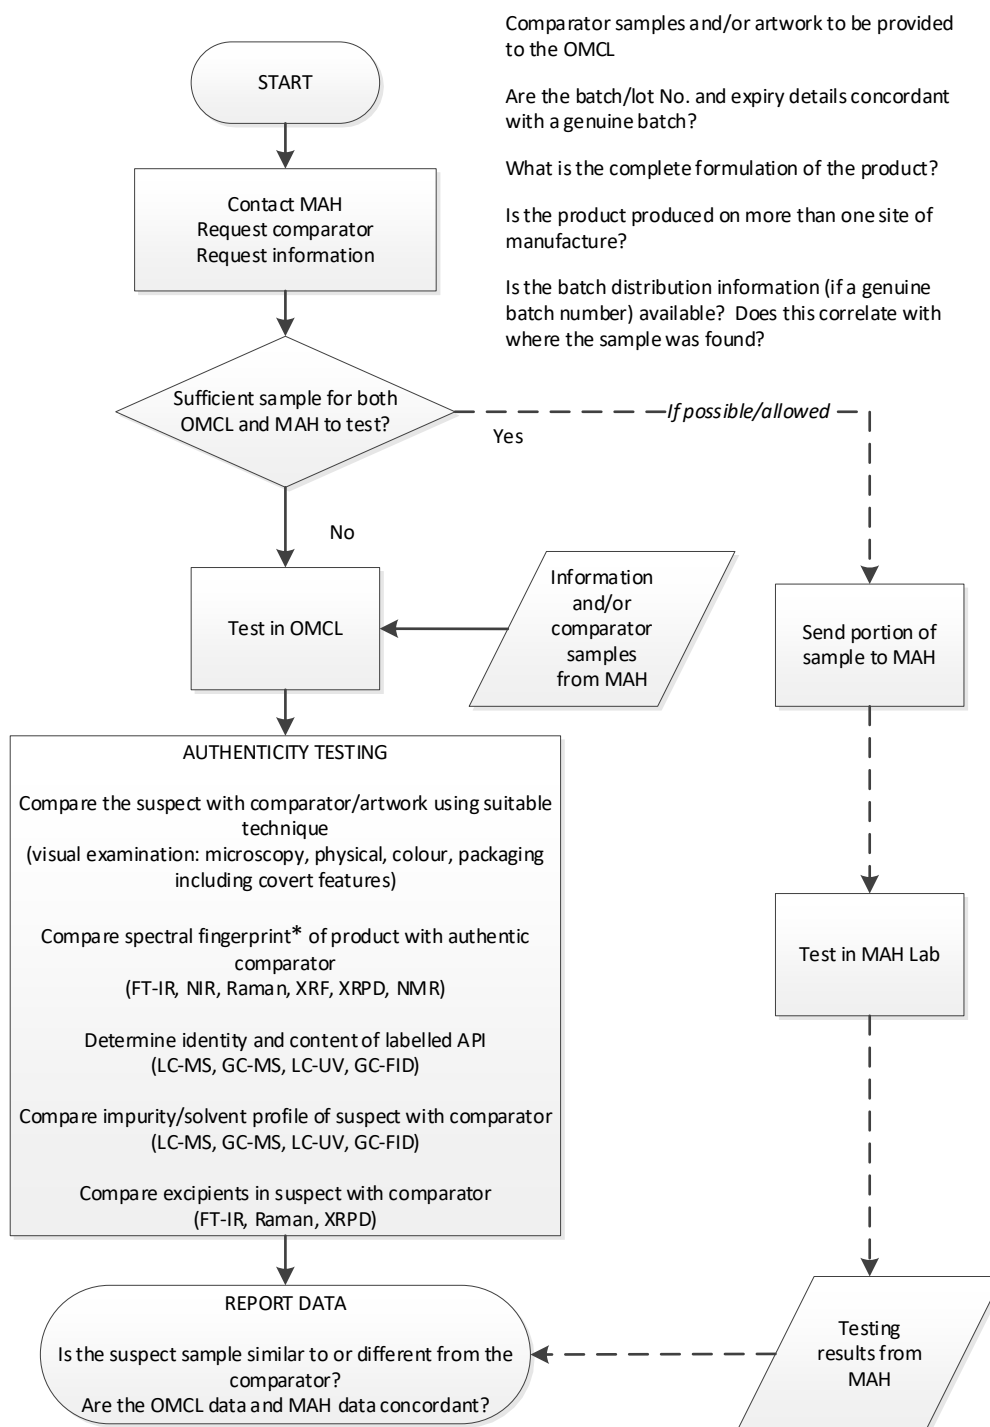 Comparator samples and/or artwork to be provided
to the OMCL
Are the batch/lot No. and expiry details concordant
with a genuine batch?
What is the complete formulation of the product?
Is the product produced on more than one site of
manufacture?
Is the batch distribution information (if a genuine
batch number) available?  Does this correlate with
where the sample was found?
START
Contact MAH
Request comparator
Request information
Sufficient sample for both
OMCL and MAH to test?
If possible/allowed
Yes
No
Test in OMCL
Information
and/or
comparator
samples
from MAH
Send portion of
sample to MAH
AUTHENTICITY TESTING
Compare the suspect with comparator/artwork using suitable
technique
(visual examination: microscopy, physical, colour, packaging
including covert features)
Compare spectral fingerprint* of product with authentic
comparator
(FT-IR, NIR, Raman, XRF, XRPD, NMR)
Determine identity and content of labelled API
(LC-MS, GC-MS, LC-UV, GC-FID)
Compare impurity/solvent profile of suspect with comparator
(LC-MS, GC-MS, LC-UV, GC-FID)
Compare excipients in suspect with comparator
(FT-IR, Raman, XRPD)
Test in MAH Lab
REPORT DATA
Is the suspect sample similar to or different from the
comparator?
Are the OMCL data and MAH data concordant?
Testing
results from
MAH